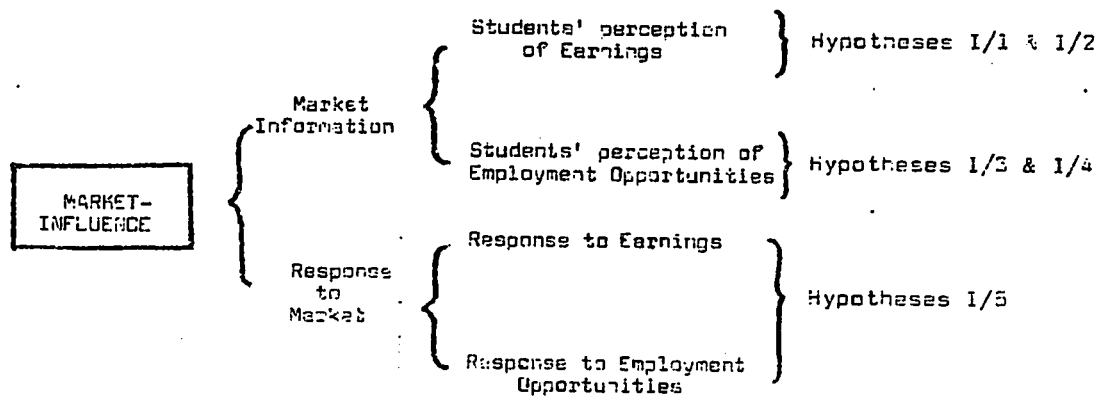 Students' perception
of Earnings
Hypotheses I/1 & I/2
Market
Information
Students' perception of
Employment Opportunities
Hypotheses I/3 & I/4
MARKET-
INFLUENCE
Response to Earnings
Response
to
Market
Hypotheses I/5
Response to Employment
Opportunities